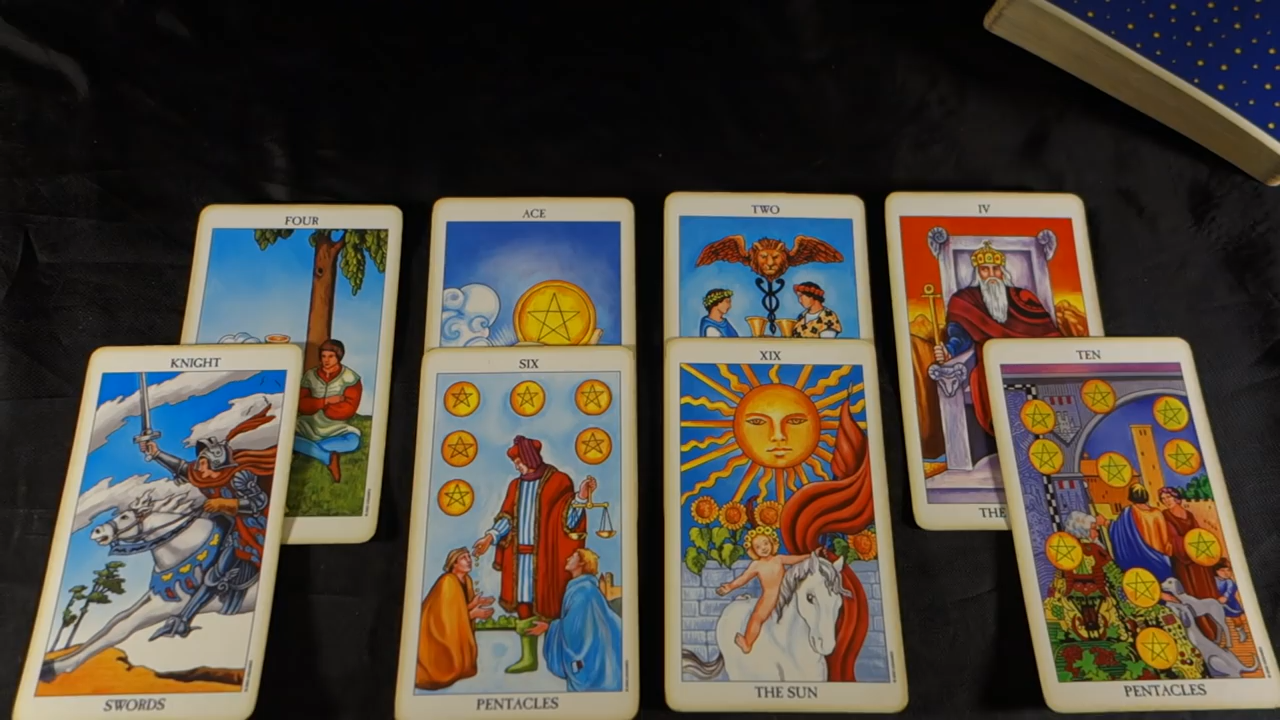 FOUR
ACE
TWO
IV
THE
KNIGHT
SIX
XIX
TEN
SWORDS
PENTACLES
THE SUN
PENTACLES